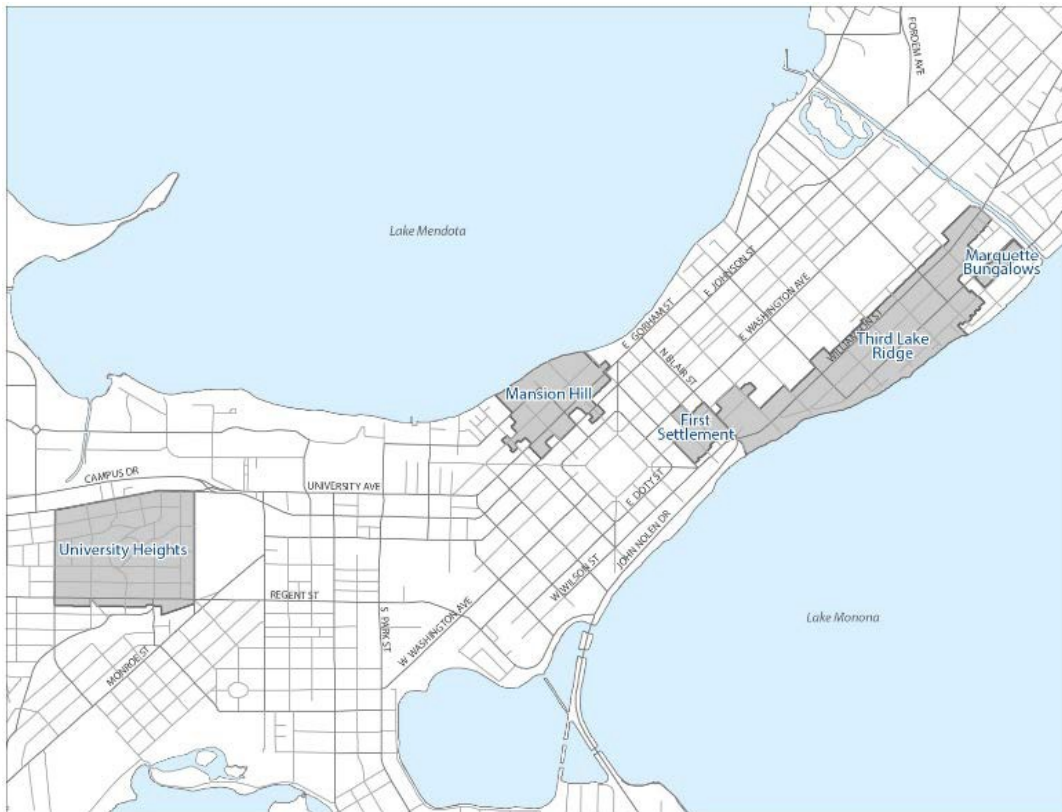 FORDEM AVE
Lake Mendota
Marquette
Bungalows
E JOHNSON ST
E GORHAM ST
E WASHINGTON AVE
WILLIAMSON ST
Third Lake
Ridge
N BLAIR ST
Mansion Hill
First
Settlement
CAMPUS DR
UNIVERSITY AVE
E DOTY ST
JOHN NOLEN DR
University Heights
W WILSON ST
REGENT ST
S PARK ST
W WASHINGTON AVE
Lake Monona
MONROE ST